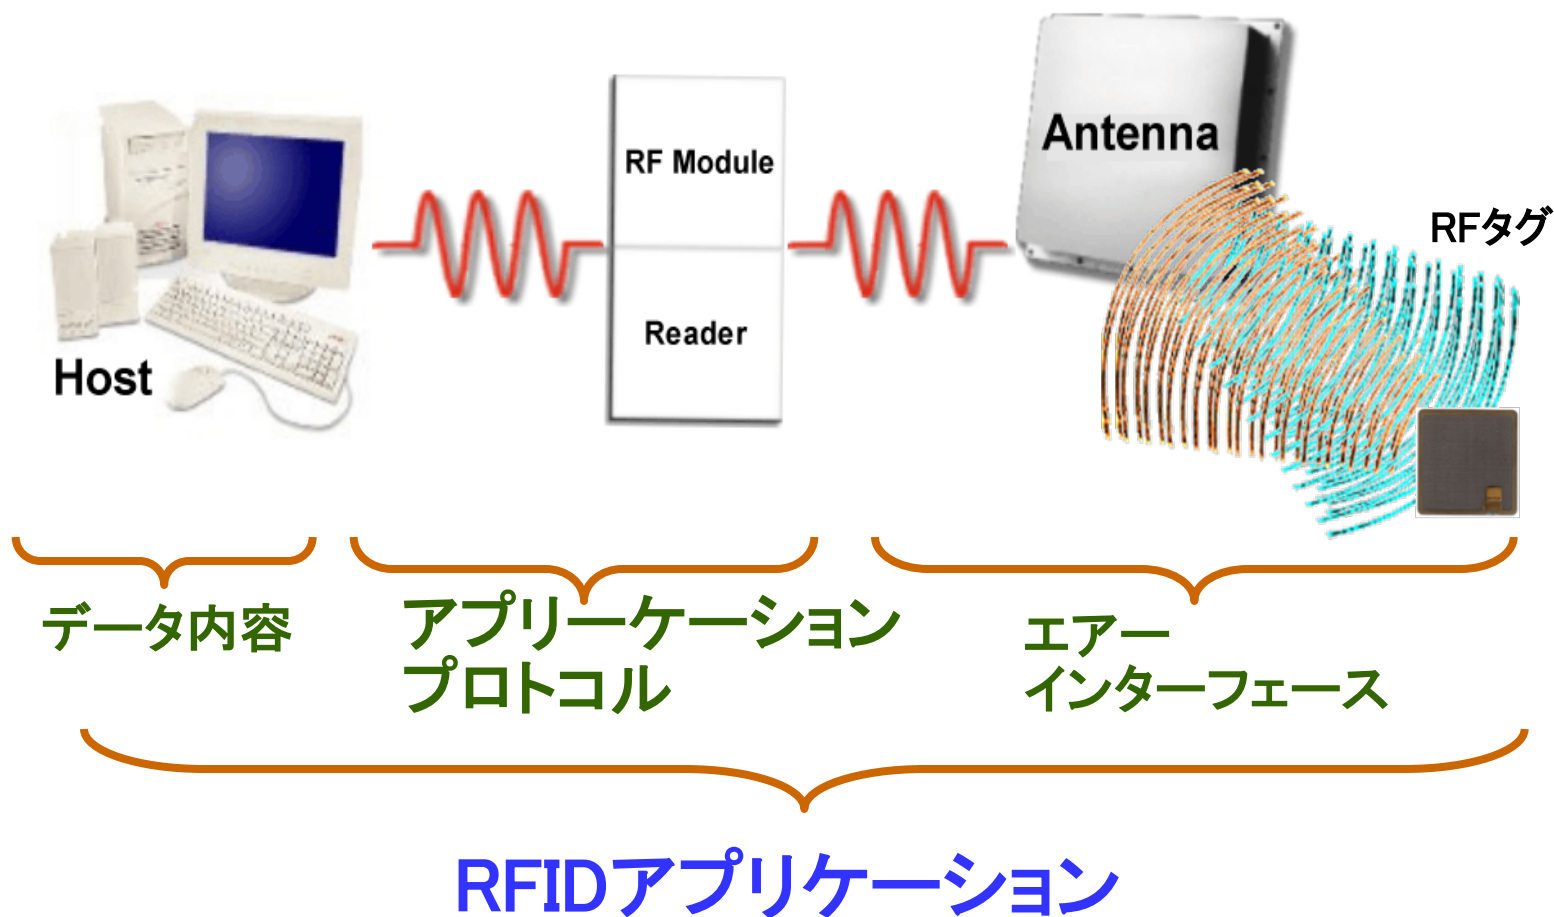 Antenna
RF Module
RFタグ
Reader
Host
データ内容
アプリーケーション
プロトコル
エアー
インターフェース
RFIDアプリケーション